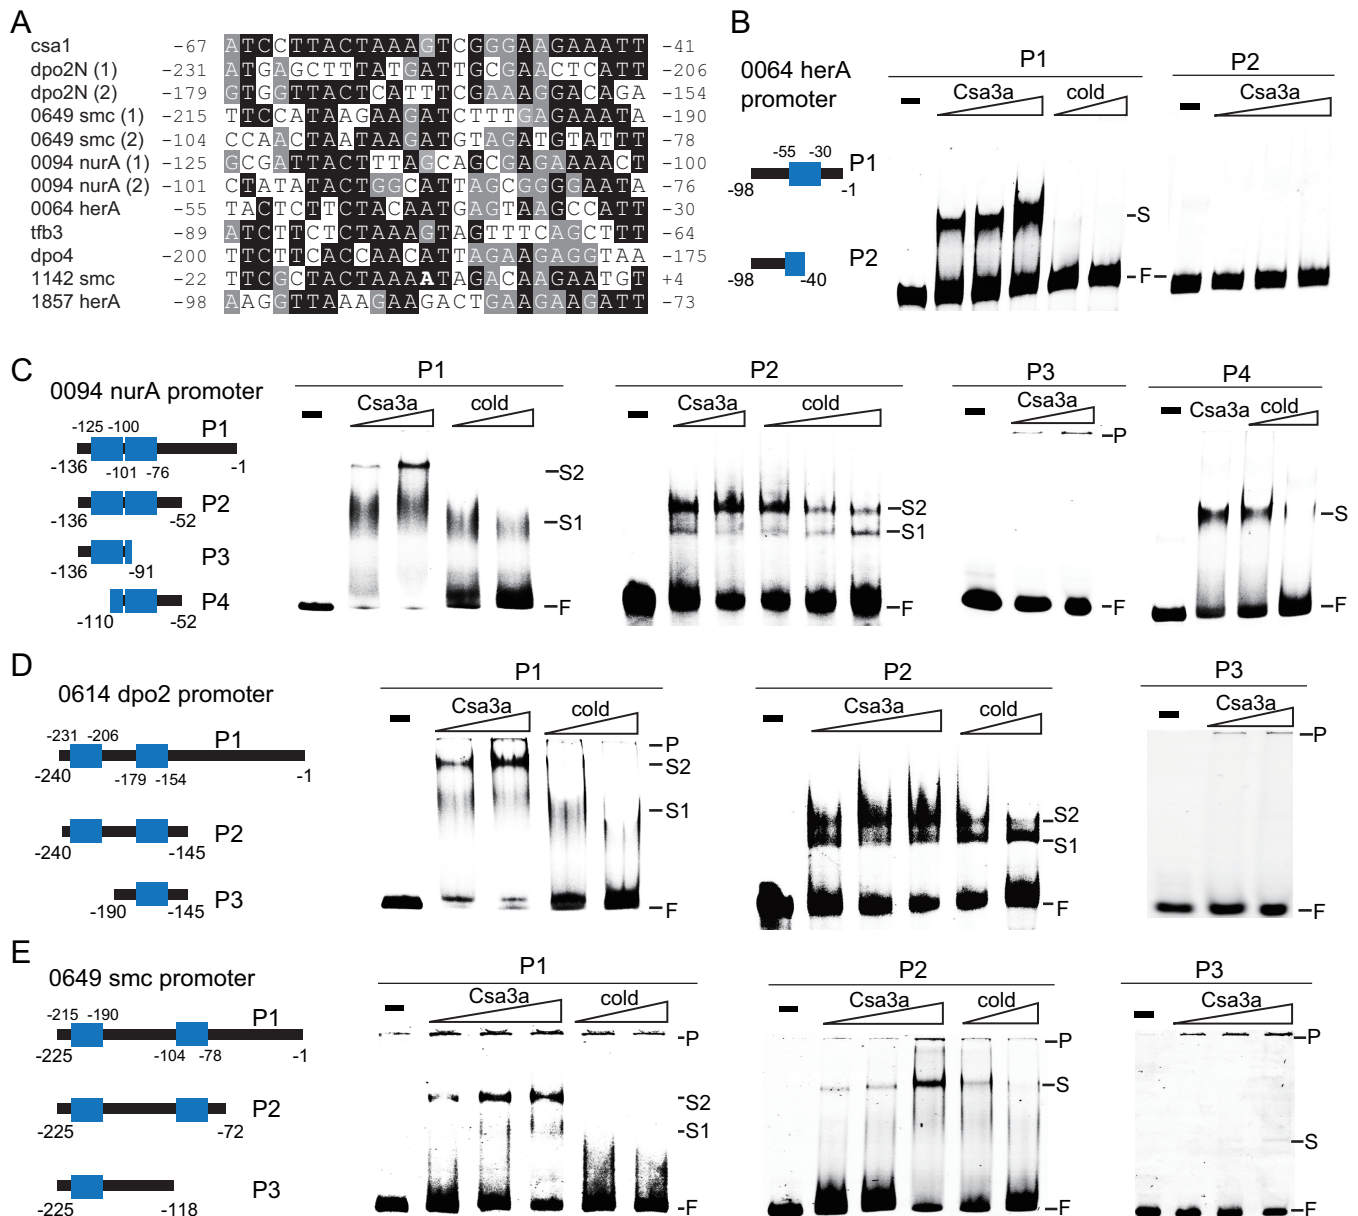 A
csa1 -67 ATCCTTACTAAAGTCGGGAAGAAATT -41
dpo2N (1) -231 ATGAGCTTTATGATTGCGAACTCATT -206
dpo2N (2) -179 GTGGTTACTCATTTCGAAAGGACAGA -154
0649 smc (1) -215 TTCCATAAGAAGATCTTTGAGAAATA -190
0649 smc (2) -104 CCAACTAATAAGATGTAGATGTATTT -78
0094 nurA (1) -125 GCGATTACTTTAGCAGCGAGAAAACT -100
0094 nurA (2) -101 CTATATACTGGCATTAGCGGGGAATA -76
0064 herA -55 TACTCTTCTACAATGAGTAAGCCATT -30
tfb3 -89 ATCTTCTCTAAAGTAGTTTCAGCTTT -64
dpo4 -200 TTCTTCACCAACATTAGAAGAGGTAA -175
1142 smc -22 TTCGCTACTAAAATAGACAAGAATGT +4
1857 herA -98 AAGGTTAAAGAAGACTGAAGAAGATT -73
B
0064 herA
promoter
P1 P2
Csa3a cold Csa3a
-55 -30
P1
-98 -1
P2
-98 -40
S
F
C
0094 nurA promoter
P1 P2 P3 P4
Csa3a cold Csa3a cold Csa3a Csa3a cold
-125 -100
P1
-136 -101 -76 -1
P2
-136 -52
P3
-136 -91
P4
-110 -52
S2
S1
F
S2
S1
F
P
F
S
F
D
0614 dpo2 promoter
P1 P2 P3
Csa3a cold Csa3a cold Csa3a
-231 -206
P1
-240 -179 -154 -1
P2
-240 -145
P3
-190 -145
P
S2
S1
F
S2
S1
F
P
F
E
0649 smc promoter
P1 P2 P3
Csa3a cold Csa3a cold Csa3a
-215 -190
P1
-225 -104 -78 -1
P2
-225 -72
P3
-225 -118
P
S2
S1
F
P
S
F
P
S
F